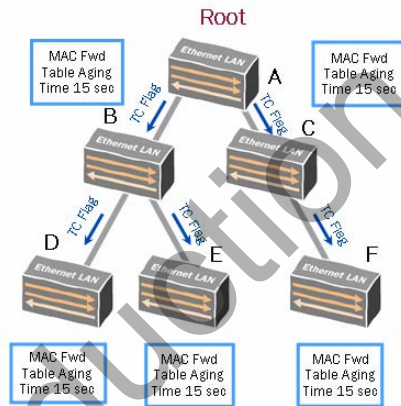 Root
MAC Fwd
Table Aging
Time 15 sec
MAC Fwd
Table Aging
Time 15 sec
Ethernet LAN
A
TC Flag
TC Flag
B
C
Ethernet LAN
Ethernet LAN
TC Flag
TC Flag
TC Flag
D
E
F
Ethernet LAN
Ethernet LAN
Ethernet LAN
MAC Fwd
Table Aging
Time 15 sec
MAC Fwd
Table Aging
Time 15 sec
MAC Fwd
Table Aging
Time 15 sec
uction